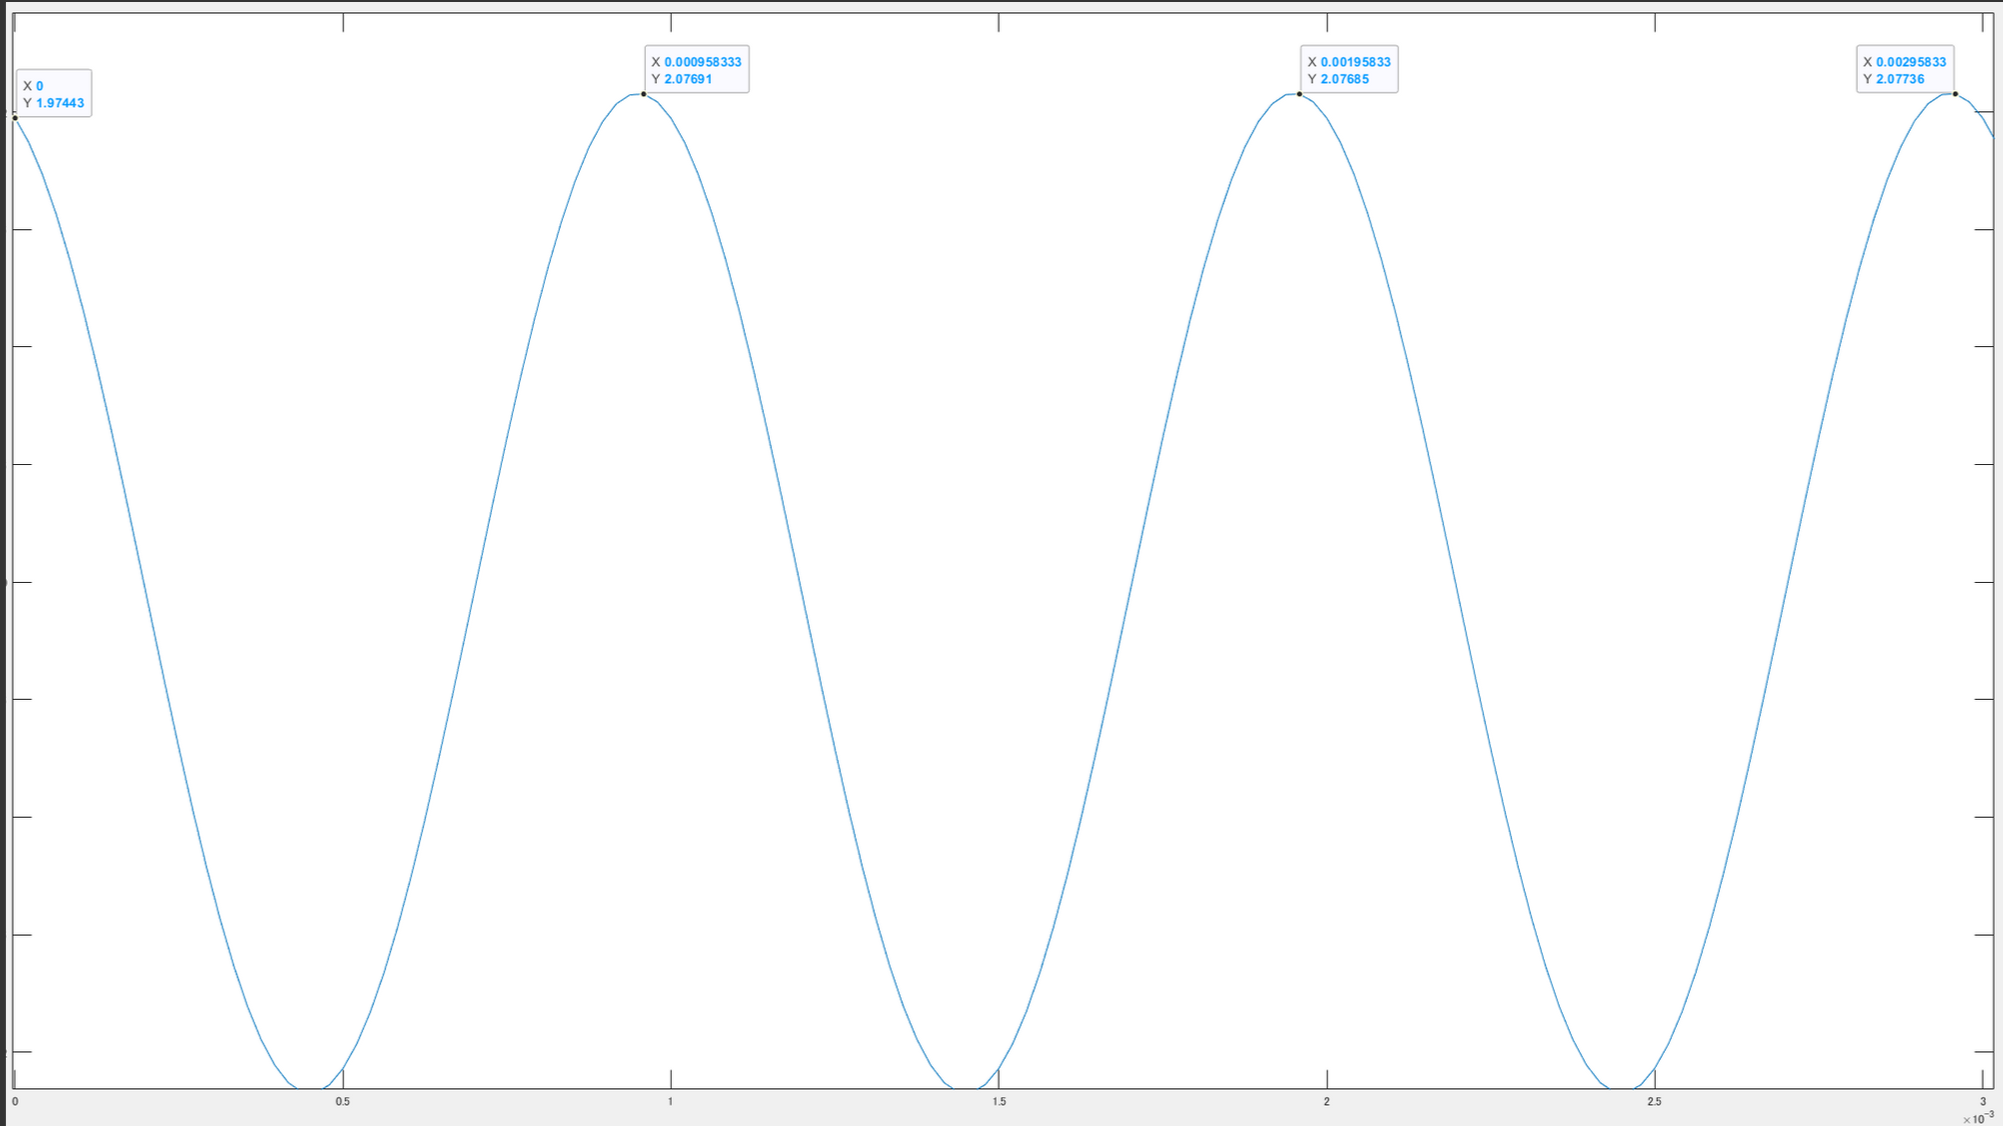 X 0
Y 1.97443
X 0.000958333
Y 2.07691
X 0.00195833
Y 2.07685
X 0.00295833
Y 2.07736
0 0.5 1 1.5 2 2.5 3
×10⁻³